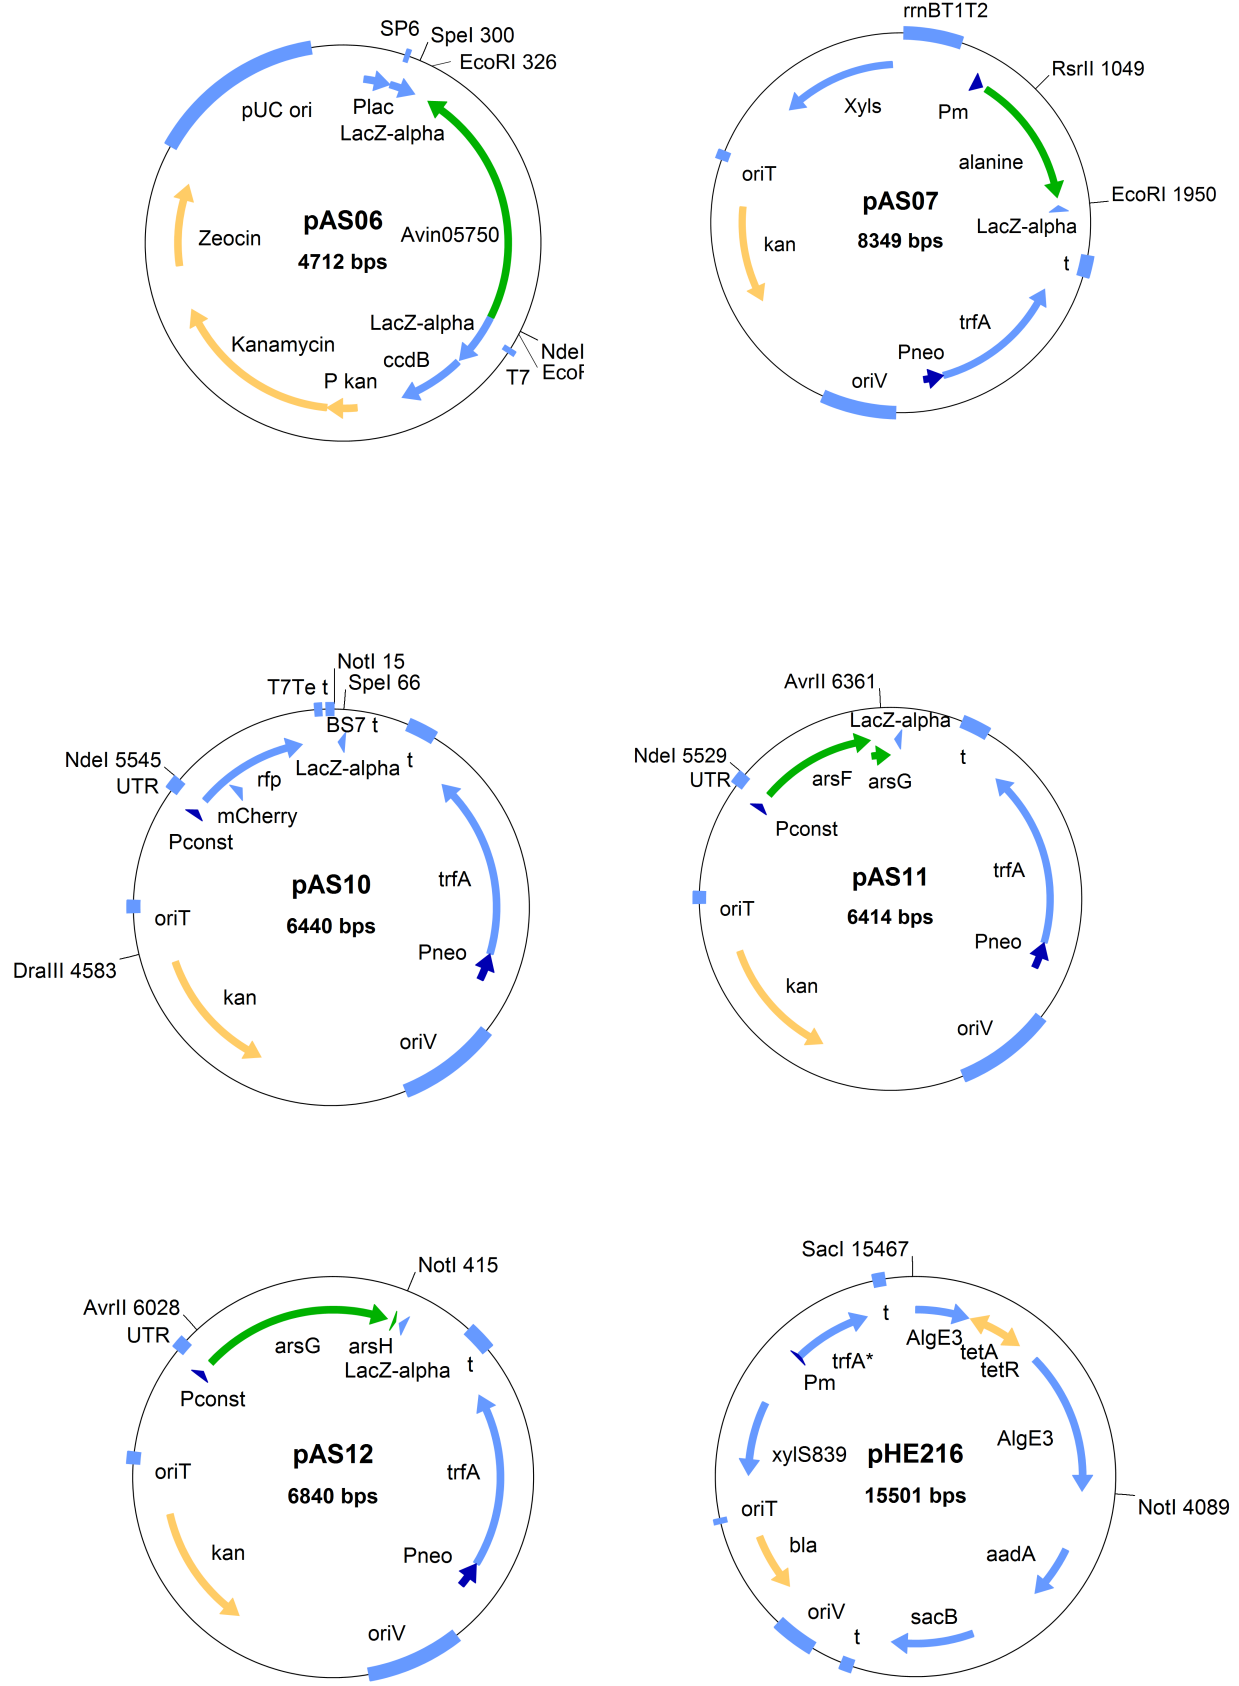 SP6
SpeI 300
EcoRI 326
pUC ori
Plac
LacZ-alpha
pAS06
4712 bps
Avin05750
Zeocin
LacZ-alpha
Kanamycin
ccdB
P kan
T7
NdeI
rrnBT1T2
RsrII 1049
Xyls
Pm
alanine
oriT
pAS07
8349 bps
EcoRI 1950
LacZ-alpha
kan
t
trfA
Pneo
oriV
NotI 15
T7Te t
SpeI 66
BS7 t
NdeI 5545
UTR
rfp
LacZ-alpha
t
mCherry
Pconst
pAS10
6440 bps
trfA
oriT
Pneo
DraIII 4583
kan
oriV
AvrII 6361
LacZ-alpha
NdeI 5529
UTR
arsF
arsG
t
Pconst
pAS11
6414 bps
trfA
oriT
Pneo
kan
oriV
NotI 415
AvrII 6028
UTR
arsG
arsH
LacZ-alpha
t
Pconst
pAS12
6840 bps
oriT
trfA
kan
Pneo
oriV
SacI 15467
t
AlgE3
tetA
tetR
trfA*
Pm
AlgE3
xylS839
pHE216
15501 bps
oriT
NotI 4089
bla
aadA
oriV
sacB
t